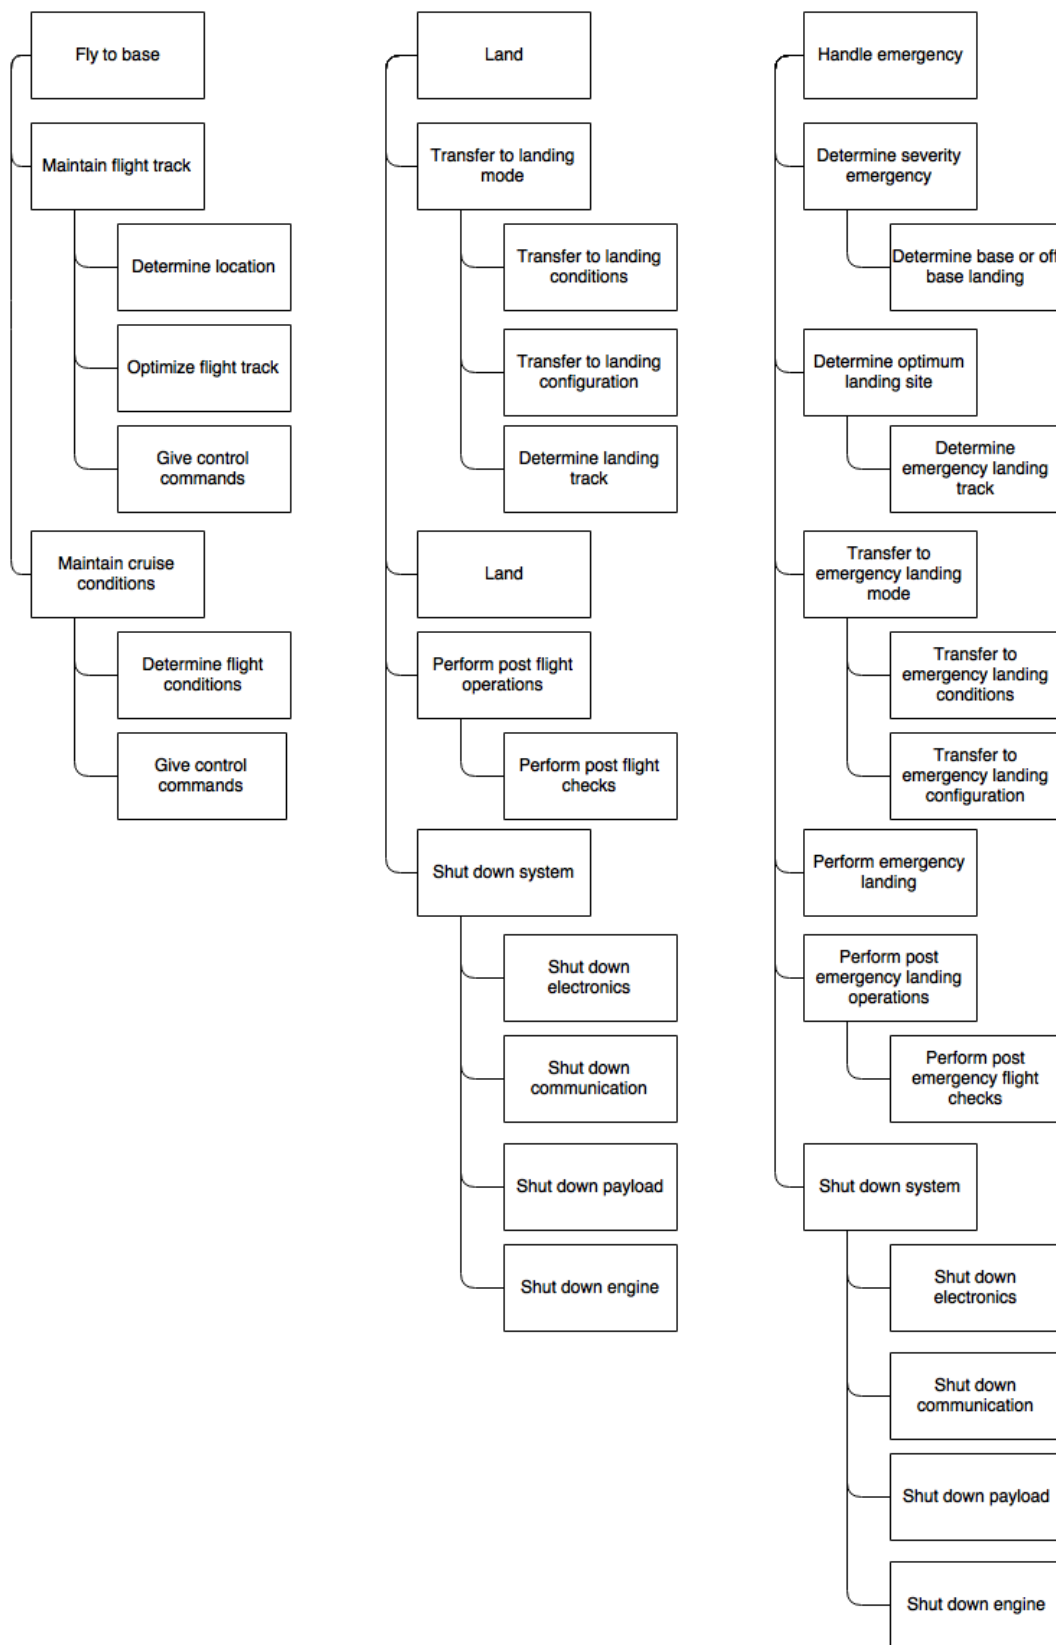 Fly to base
Maintain flight track
Determine location
Optimize flight track
Give control
commands
Maintain cruise
conditions
Determine flight
conditions
Give control
commands
Land
Transfer to landing
mode
Transfer to landing
conditions
Transfer to landing
configuration
Determine landing
track
Land
Perform post flight
operations
Perform post flight
checks
Shut down system
Shut down
electronics
Shut down
communication
Shut down payload
Shut down engine
Handle emergency
Determine severity
emergency
Determine base or off
base landing
Determine optimum
landing site
Determine
emergency landing
track
Transfer to
emergency landing
mode
Transfer to
emergency landing
conditions
Transfer to
emergency landing
configuration
Perform emergency
landing
Perform post
emergency landing
operations
Perform post
emergency flight
checks
Shut down system
Shut down
electronics
Shut down
communication
Shut down payload
Shut down engine